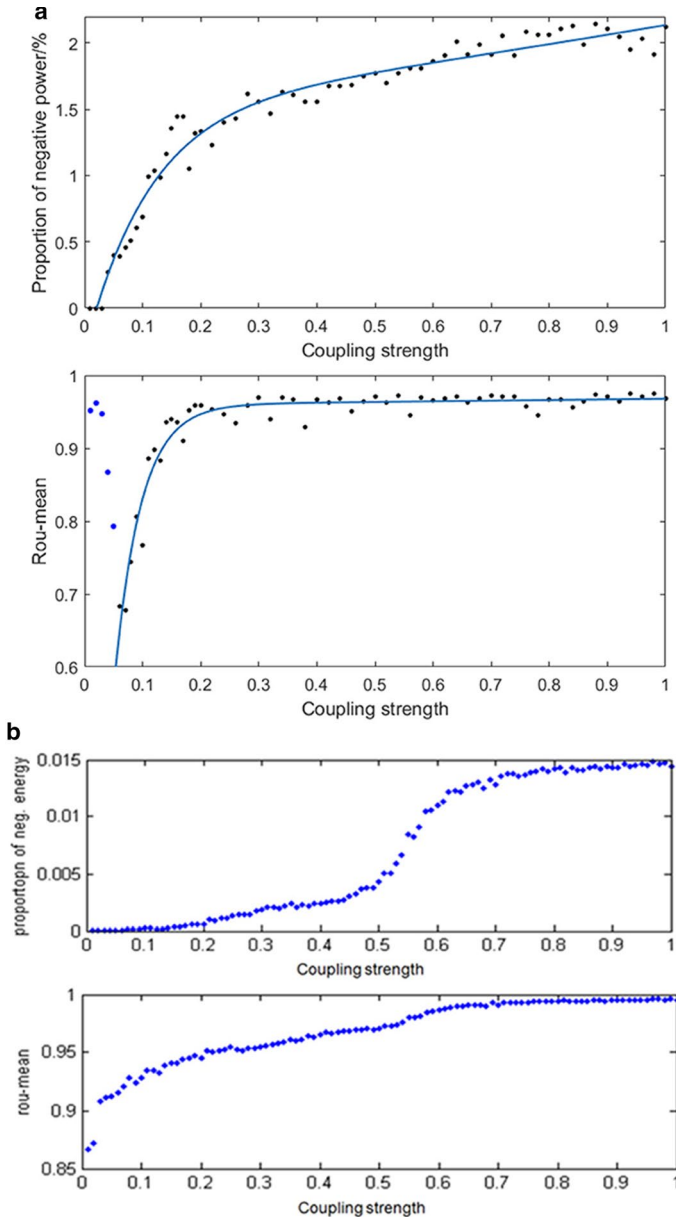 a
Proportion of negative power/%
2
1.5
1
0.5
0
0 0.1 0.2 0.3 0.4 0.5 0.6 0.7 0.8 0.9 1
Coupling strength
Rou-mean
1
0.9
0.8
0.7
0.6
0 0.1 0.2 0.3 0.4 0.5 0.6 0.7 0.8 0.9 1
Coupling strength
b
proportopn of neg. energy
0.015
0.01
0.005
0
0 0.1 0.2 0.3 0.4 0.5 0.6 0.7 0.8 0.9 1
Coupling strength
rou-mean
1
0.95
0.9
0.85
0 0.1 0.2 0.3 0.4 0.5 0.6 0.7 0.8 0.9 1
Coupling strength